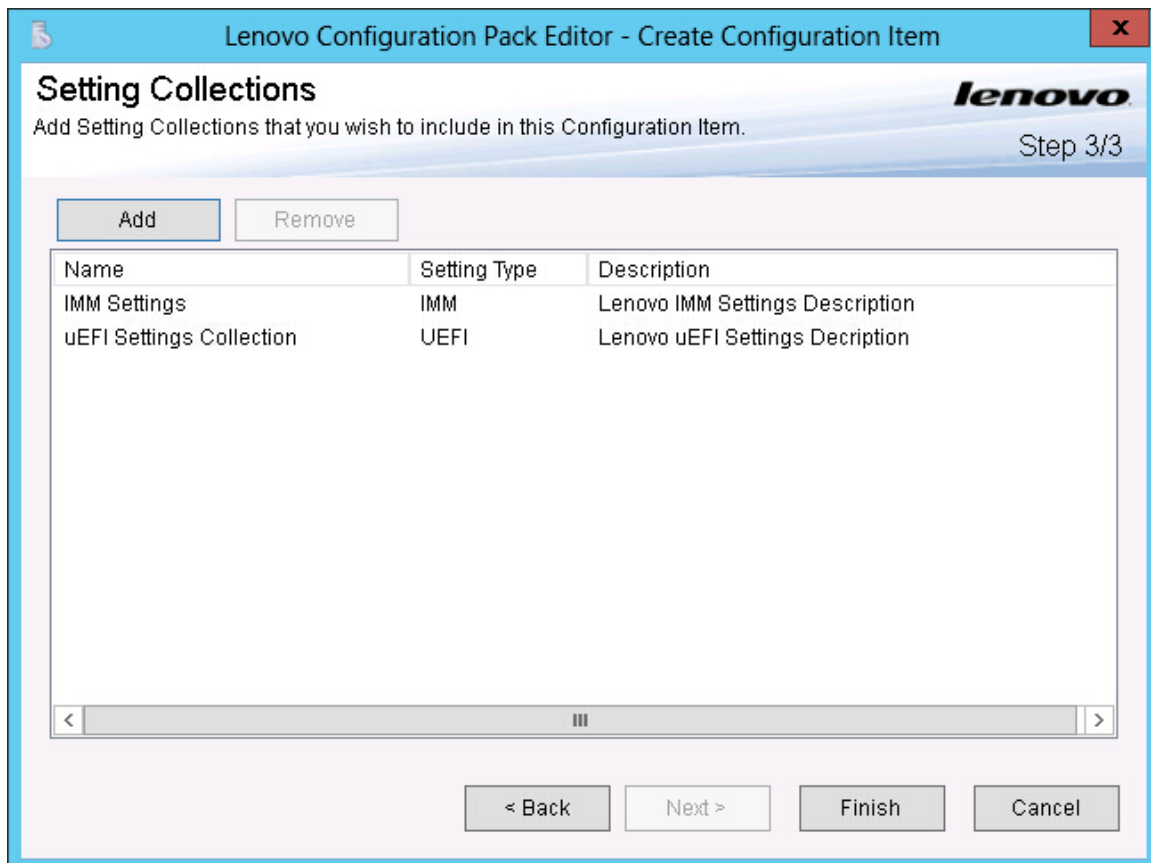 Lenovo Configuration Pack Editor - Create Configuration Item
x
Setting Collections
lenovo
Add Setting Collections that you wish to include in this Configuration Item.
Step 3/3
Add
Remove
Name Setting Type Description
IMM Settings IMM Lenovo IMM Settings Description
uEFI Settings Collection UEFI Lenovo uEFI Settings Decription
< Back
Next >
Finish
Cancel